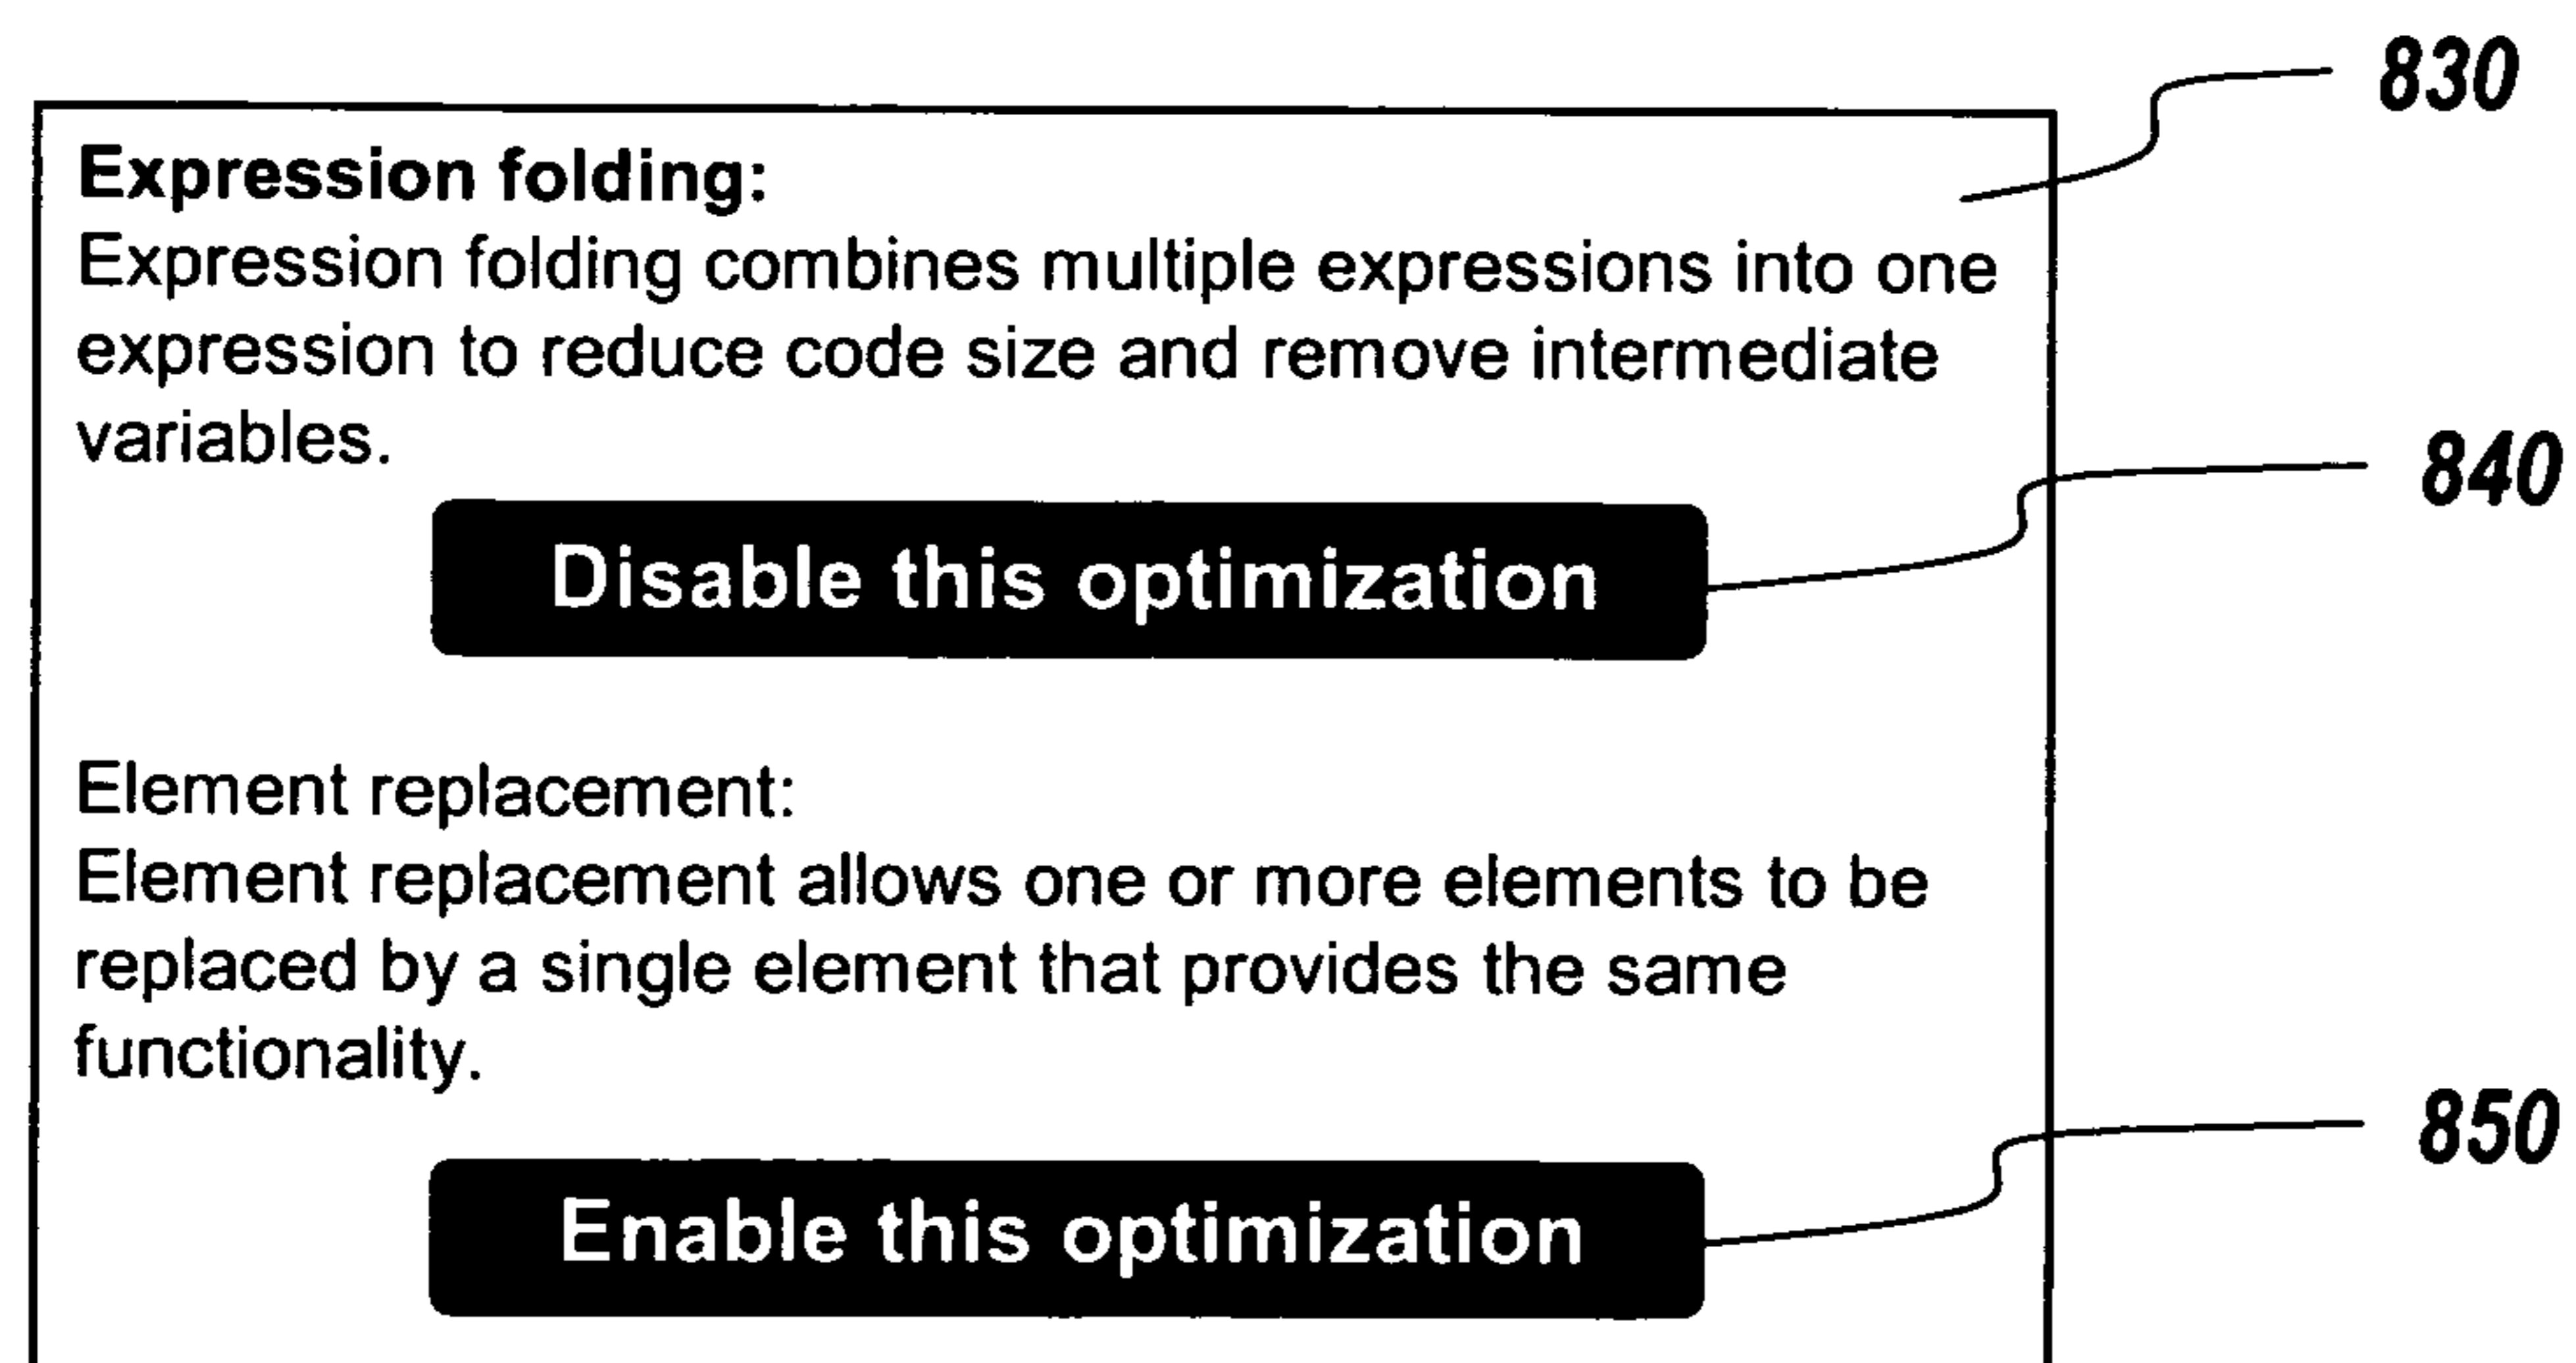 830
Expression folding:
Expression folding combines multiple expressions into one
expression to reduce code size and remove intermediate
variables.
840
Disable this optimization
Element replacement:
Element replacement allows one or more elements to be
replaced by a single element that provides the same
functionality.
850
Enable this optimization